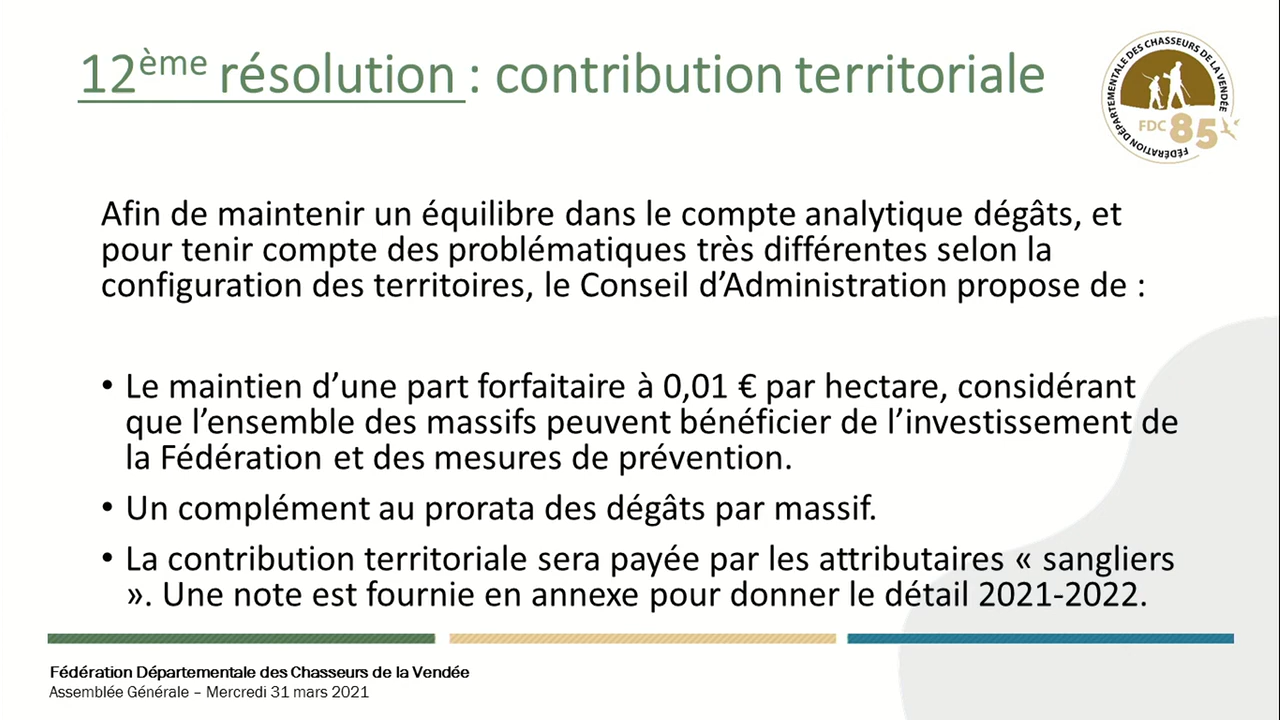 12ème résolution : contribution territoriale
FÉDÉRATION DÉPARTEMENTALE DES CHASSEURS DE LA VENDÉE
FDC 85
Afin de maintenir un équilibre dans le compte analytique dégâts, et
pour tenir compte des problématiques très différentes selon la
configuration des territoires, le Conseil d’Administration propose de :
• Le maintien d’une part forfaitaire à 0,01 € par hectare, considérant
que l’ensemble des massifs peuvent bénéficier de l’investissement de
la Fédération et des mesures de prévention.
• Un complément au prorata des dégâts par massif.
• La contribution territoriale sera payée par les attributaires « sangliers
». Une note est fournie en annexe pour donner le détail 2021-2022.
Fédération Départementale des Chasseurs de la Vendée
Assemblée Générale – Mercredi 31 mars 2021